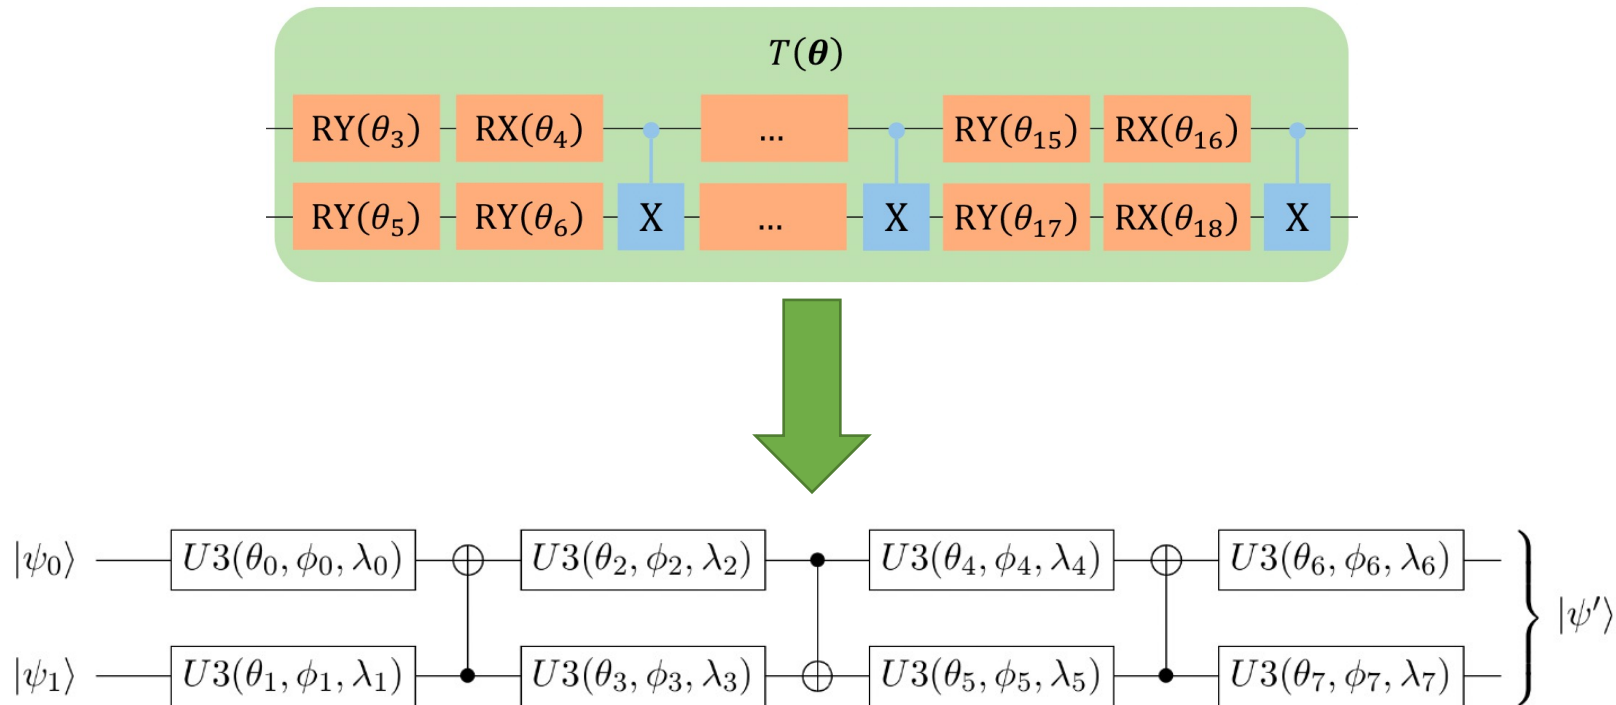 T(θ)
RY(θ₃) RX(θ₄) ... RY(θ₁₅) RX(θ₁₆)
RY(θ₅) RY(θ₆) X ... X RY(θ₁₇) RX(θ₁₈) X
|ψ₀⟩ U3(θ₀, ϕ₀, λ₀) U3(θ₂, ϕ₂, λ₂) U3(θ₄, ϕ₄, λ₄) U3(θ₆, ϕ₆, λ₆)
|ψ′⟩
|ψ₁⟩ U3(θ₁, ϕ₁, λ₁) U3(θ₃, ϕ₃, λ₃) U3(θ₅, ϕ₅, λ₅) U3(θ₇, ϕ₇, λ₇)